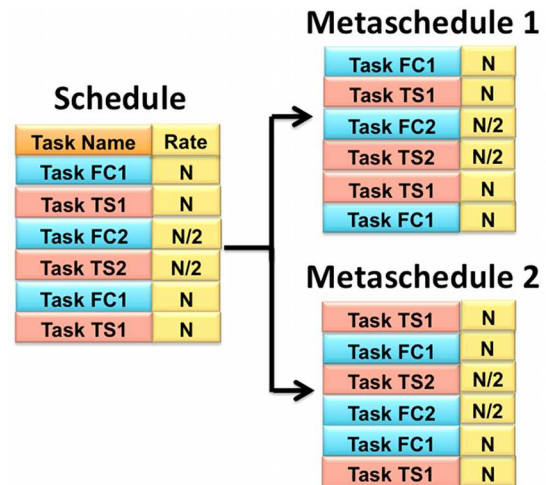 Schedule
Task Name Rate
Task FC1 N
Task TS1 N
Task FC2 N/2
Task TS2 N/2
Task FC1 N
Task TS1 N
Metaschedule 1
Task FC1 N
Task TS1 N
Task FC2 N/2
Task TS2 N/2
Task TS1 N
Task FC1 N
Metaschedule 2
Task TS1 N
Task FC1 N
Task TS2 N/2
Task FC2 N/2
Task FC1 N
Task TS1 N